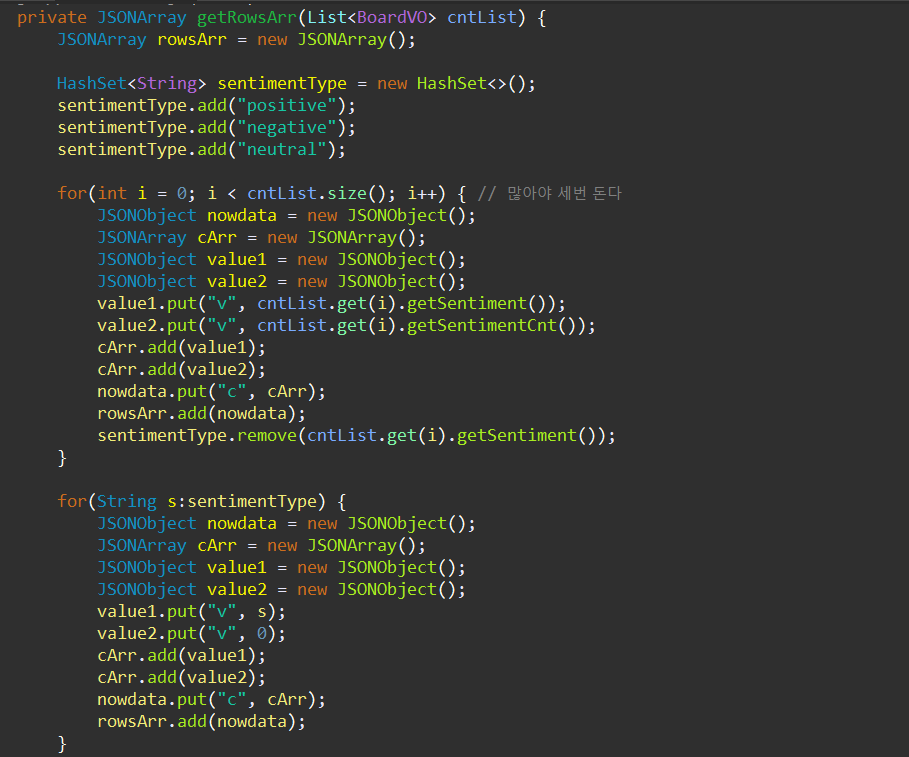 private JSONArray getRowsArr(List<BoardVO> cntList) {
    JSONArray rowsArr = new JSONArray();

    HashSet<String> sentimentType = new HashSet<>();
    sentimentType.add("positive");
    sentimentType.add("negative");
    sentimentType.add("neutral");

    for(int i = 0; i < cntList.size(); i++) { // 많아야 세번 돈다
        JSONObject nowdata = new JSONObject();
        JSONArray cArr = new JSONArray();
        JSONObject value1 = new JSONObject();
        JSONObject value2 = new JSONObject();
        value1.put("v", cntList.get(i).getSentiment());
        value2.put("v", cntList.get(i).getSentimentCnt());
        cArr.add(value1);
        cArr.add(value2);
        nowdata.put("c", cArr);
        rowsArr.add(nowdata);
        sentimentType.remove(cntList.get(i).getSentiment());
    }

    for(String s:sentimentType) {
        JSONObject nowdata = new JSONObject();
        JSONArray cArr = new JSONArray();
        JSONObject value1 = new JSONObject();
        JSONObject value2 = new JSONObject();
        value1.put("v", s);
        value2.put("v", 0);
        cArr.add(value1);
        cArr.add(value2);
        nowdata.put("c", cArr);
        rowsArr.add(nowdata);
    }